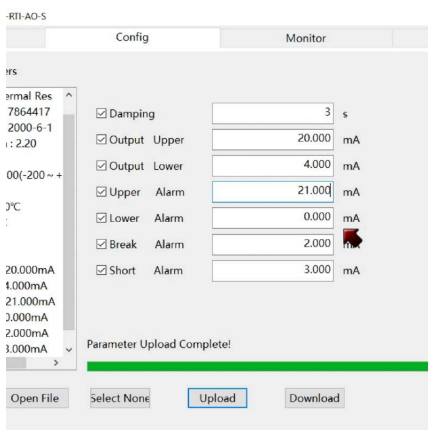 -RTI-AO-S
Config Monitor
ers
ermal Res
7864417
2000-6-1
: 2.20
00(-200 ~ +
0℃
20.000mA
4.000mA
21.000mA
0.000mA
2.000mA
3.000mA
Damping 3 s
Output Upper 20.000 mA
Output Lower 4.000 mA
Upper Alarm 21.000 mA
Lower Alarm 0.000 mA
Break Alarm 2.000 mA
Short Alarm 3.000 mA
Parameter Upload Complete!
Open File Select None Upload Download